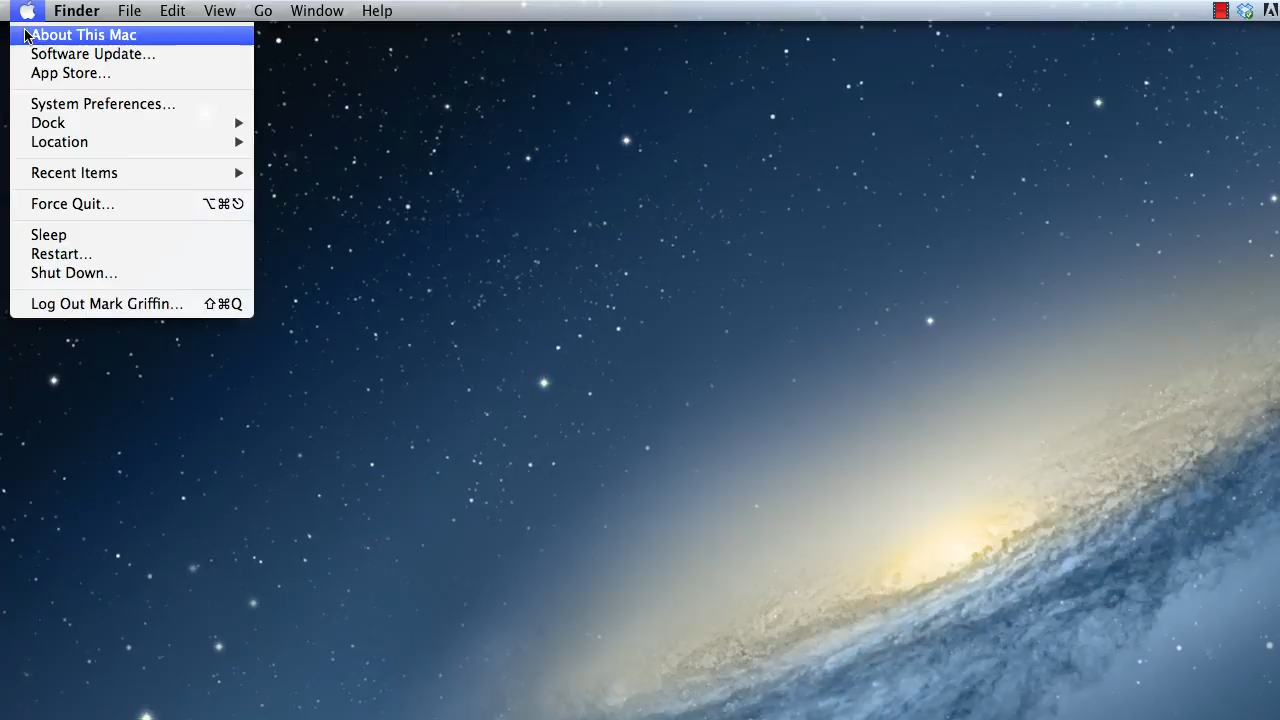 Finder File Edit View Go Window Help
About This Mac
Software Update...
App Store...
System Preferences...
Dock
Location
Recent Items
Force Quit... ⌥⌘⎋
Sleep
Restart...
Shut Down...
Log Out Mark Griffin... ⇧⌘Q